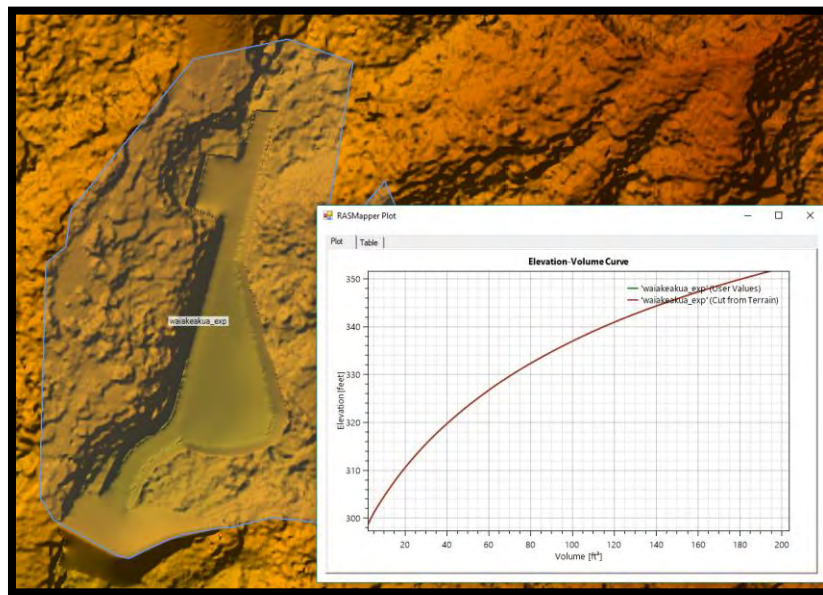 waiakeakua_exp
RASMapper Plot
Plot Table
Elevation-Volume Curve
'waiakeakua_exp' (User Values)
'waiakeakua_exp' (Cut from Terrain)
Elevation [feet]
350
340
330
320
310
300
20 40 60 80 100 120 140 160 180 200
Volume [ft³]